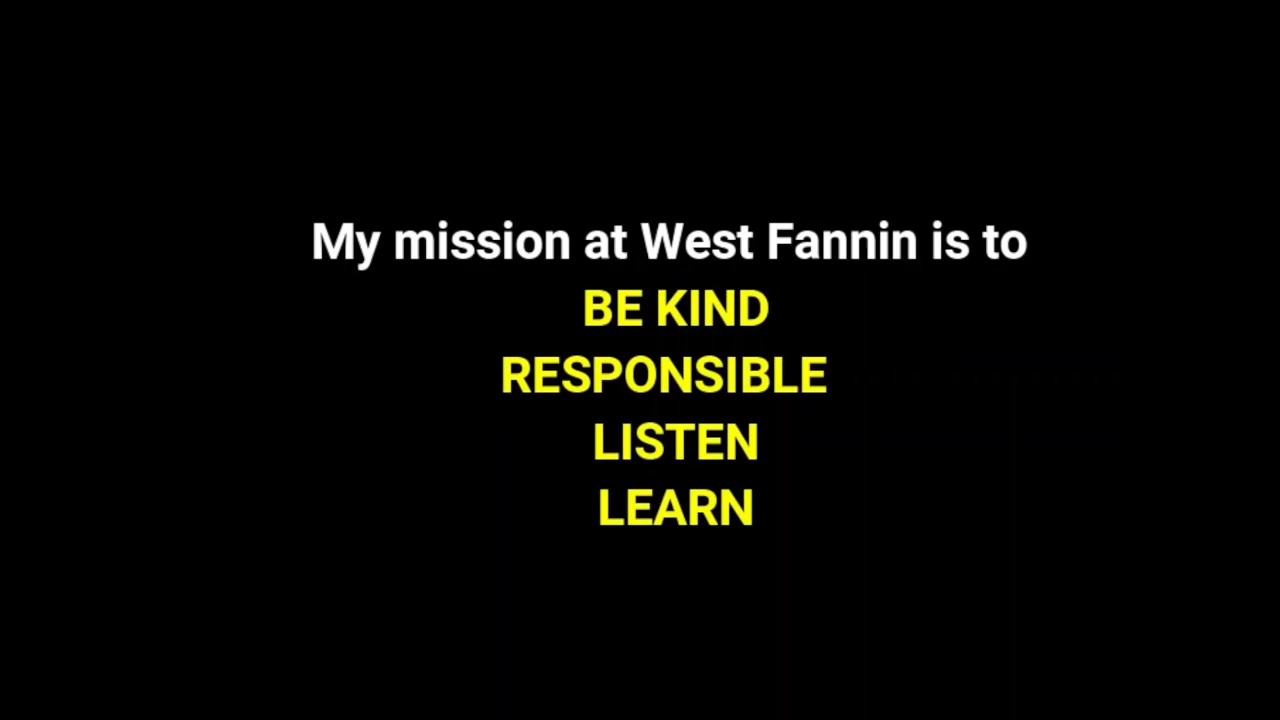 My mission at West Fannin is to
BE KIND
RESPONSIBLE
LISTEN
LEARN